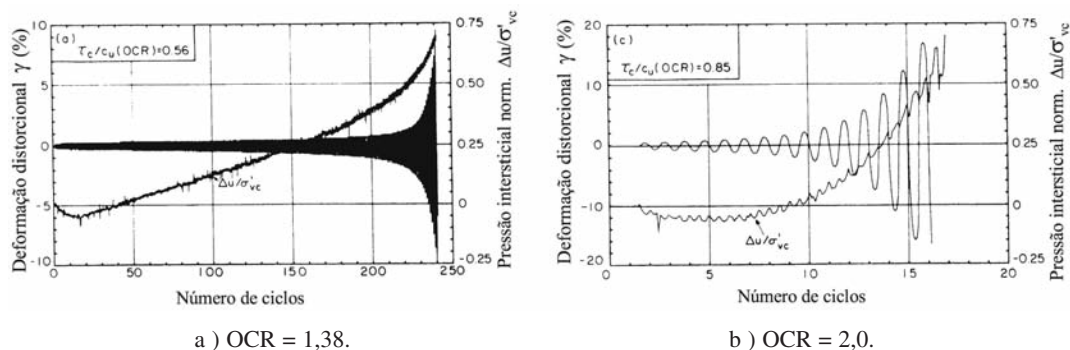 Deformação distorcional γ (%)
10
5
0
-5
-10
(a)
τc/cu(OCR)=0.56
Δu/σ'vc
0 50 100 150 200 250
Número de ciclos
0.75
0.50
0.25
0
-0.25
Pressão intersticial norm. Δu/σ'vc
a ) OCR = 1,38.
Deformação distorcional γ (%)
20
10
0
-10
-20
(c)
τc/cu(OCR)=0.85
Δu/σ'vc
0 5 10 15 20
Número de ciclos
0.75
0.50
0.25
0
-0.25
Pressão intersticial norm. Δu/σ'vc
b ) OCR = 2,0.